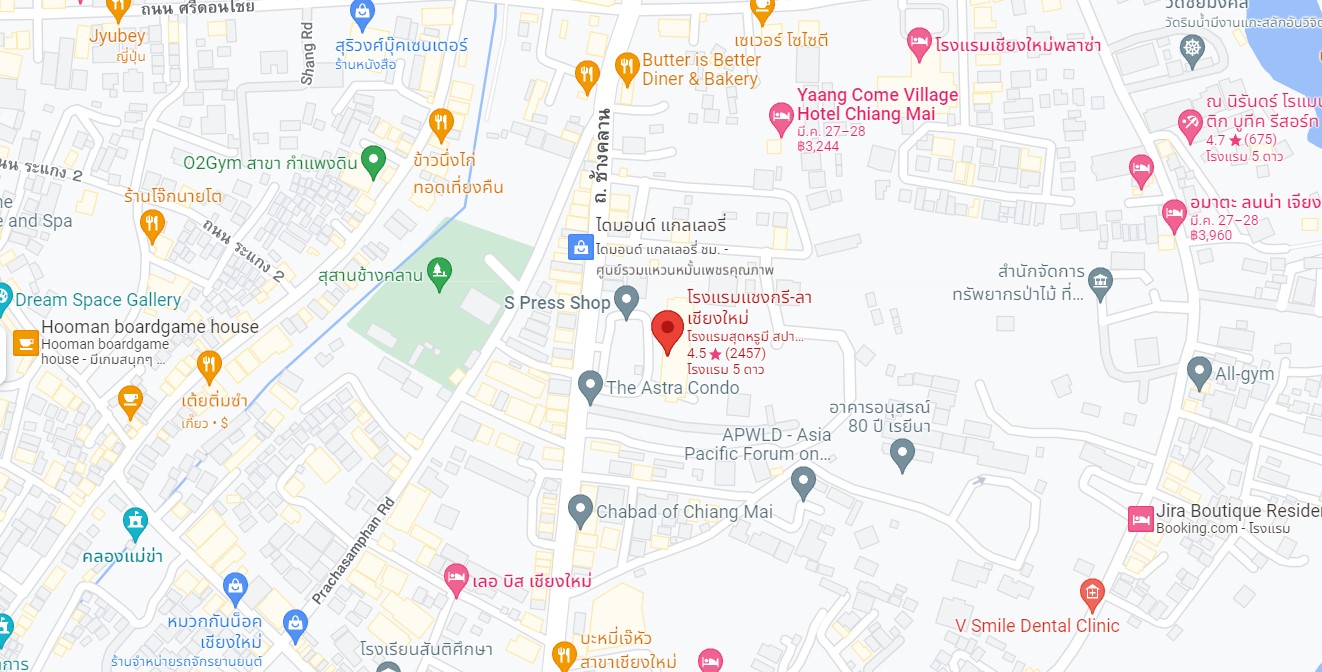 ถนน ศรีดอนไชย
Jyubey
ญี่ปุ่น
Shang Rd
สุริวงศ์บุ๊คเซนเตอร์
ร้านหนังสือ
Butter is Better
Diner & Bakery
เซเวอร์ โซไซตี้
โรงแรมเชียงใหม่พลาซ่า
วัดชัยมงคล
วัดริมน้ำมีงานแกะสลักอันวิจิต
Yaang Come Village
Hotel Chiang Mai
มี.ค. 27–28
฿3,244
ณ นิรันดร์ โรแมน
ติก บูทีค รีสอร์ท
4.7 ★ (675)
โรงแรม 5 ดาว
O2Gym สาขา กำแพงดิน
ข้าวนึ่งไก่
ทอดเที่ยงคืน
นน ระแกง 2
ร้านโจ๊กนายโต
ถ. ช้างคลาน
ne
e and Spa
ถนน ระแกง 2
อมาตะ ลนนา เจียง
มี.ค. 27–28
฿3,960
ไดมอนด์ แกลเลอรี่
ไดมอนด์ แกลเลอรี่ ชม. -
ศูนย์รวมแหวนหมั้นเพชรคุณภาพ
สุสานช้างคลาน
สำนักจัดการ
ทรัพยากรป่าไม้ ที่...
Dream Space Gallery
S Press Shop
โรงแรมแชงกรี-ลา
เชียงใหม่
โรงแรมสุดหรูมี สปา...
4.5 ★ (2457)
โรงแรม 5 ดาว
Hooman boardgame house
Hooman boardgame
house - มีเกมสนุกๆ ...
The Astra Condo
All-gym
เตี๋ยติ่มซำ
เกี๊ยว • $
อาคารอนุสรณ์
80 ปี เรยีนา
APWLD - Asia
Pacific Forum on...
Chabad of Chiang Mai
Jira Boutique Resider
Booking.com - โรงแรม
Prachasamphan Rd
คลองแม่ข่า
เลอ บิส เชียงใหม่
หมวกกันน็อค
เชียงใหม่
ร้านจำหน่ายรถจักรยานยนต์
V Smile Dental Clinic
โรงเรียนสันติศึกษา
บะหมี่เจ๊หัว
สาขาเชียงใหม่
การ